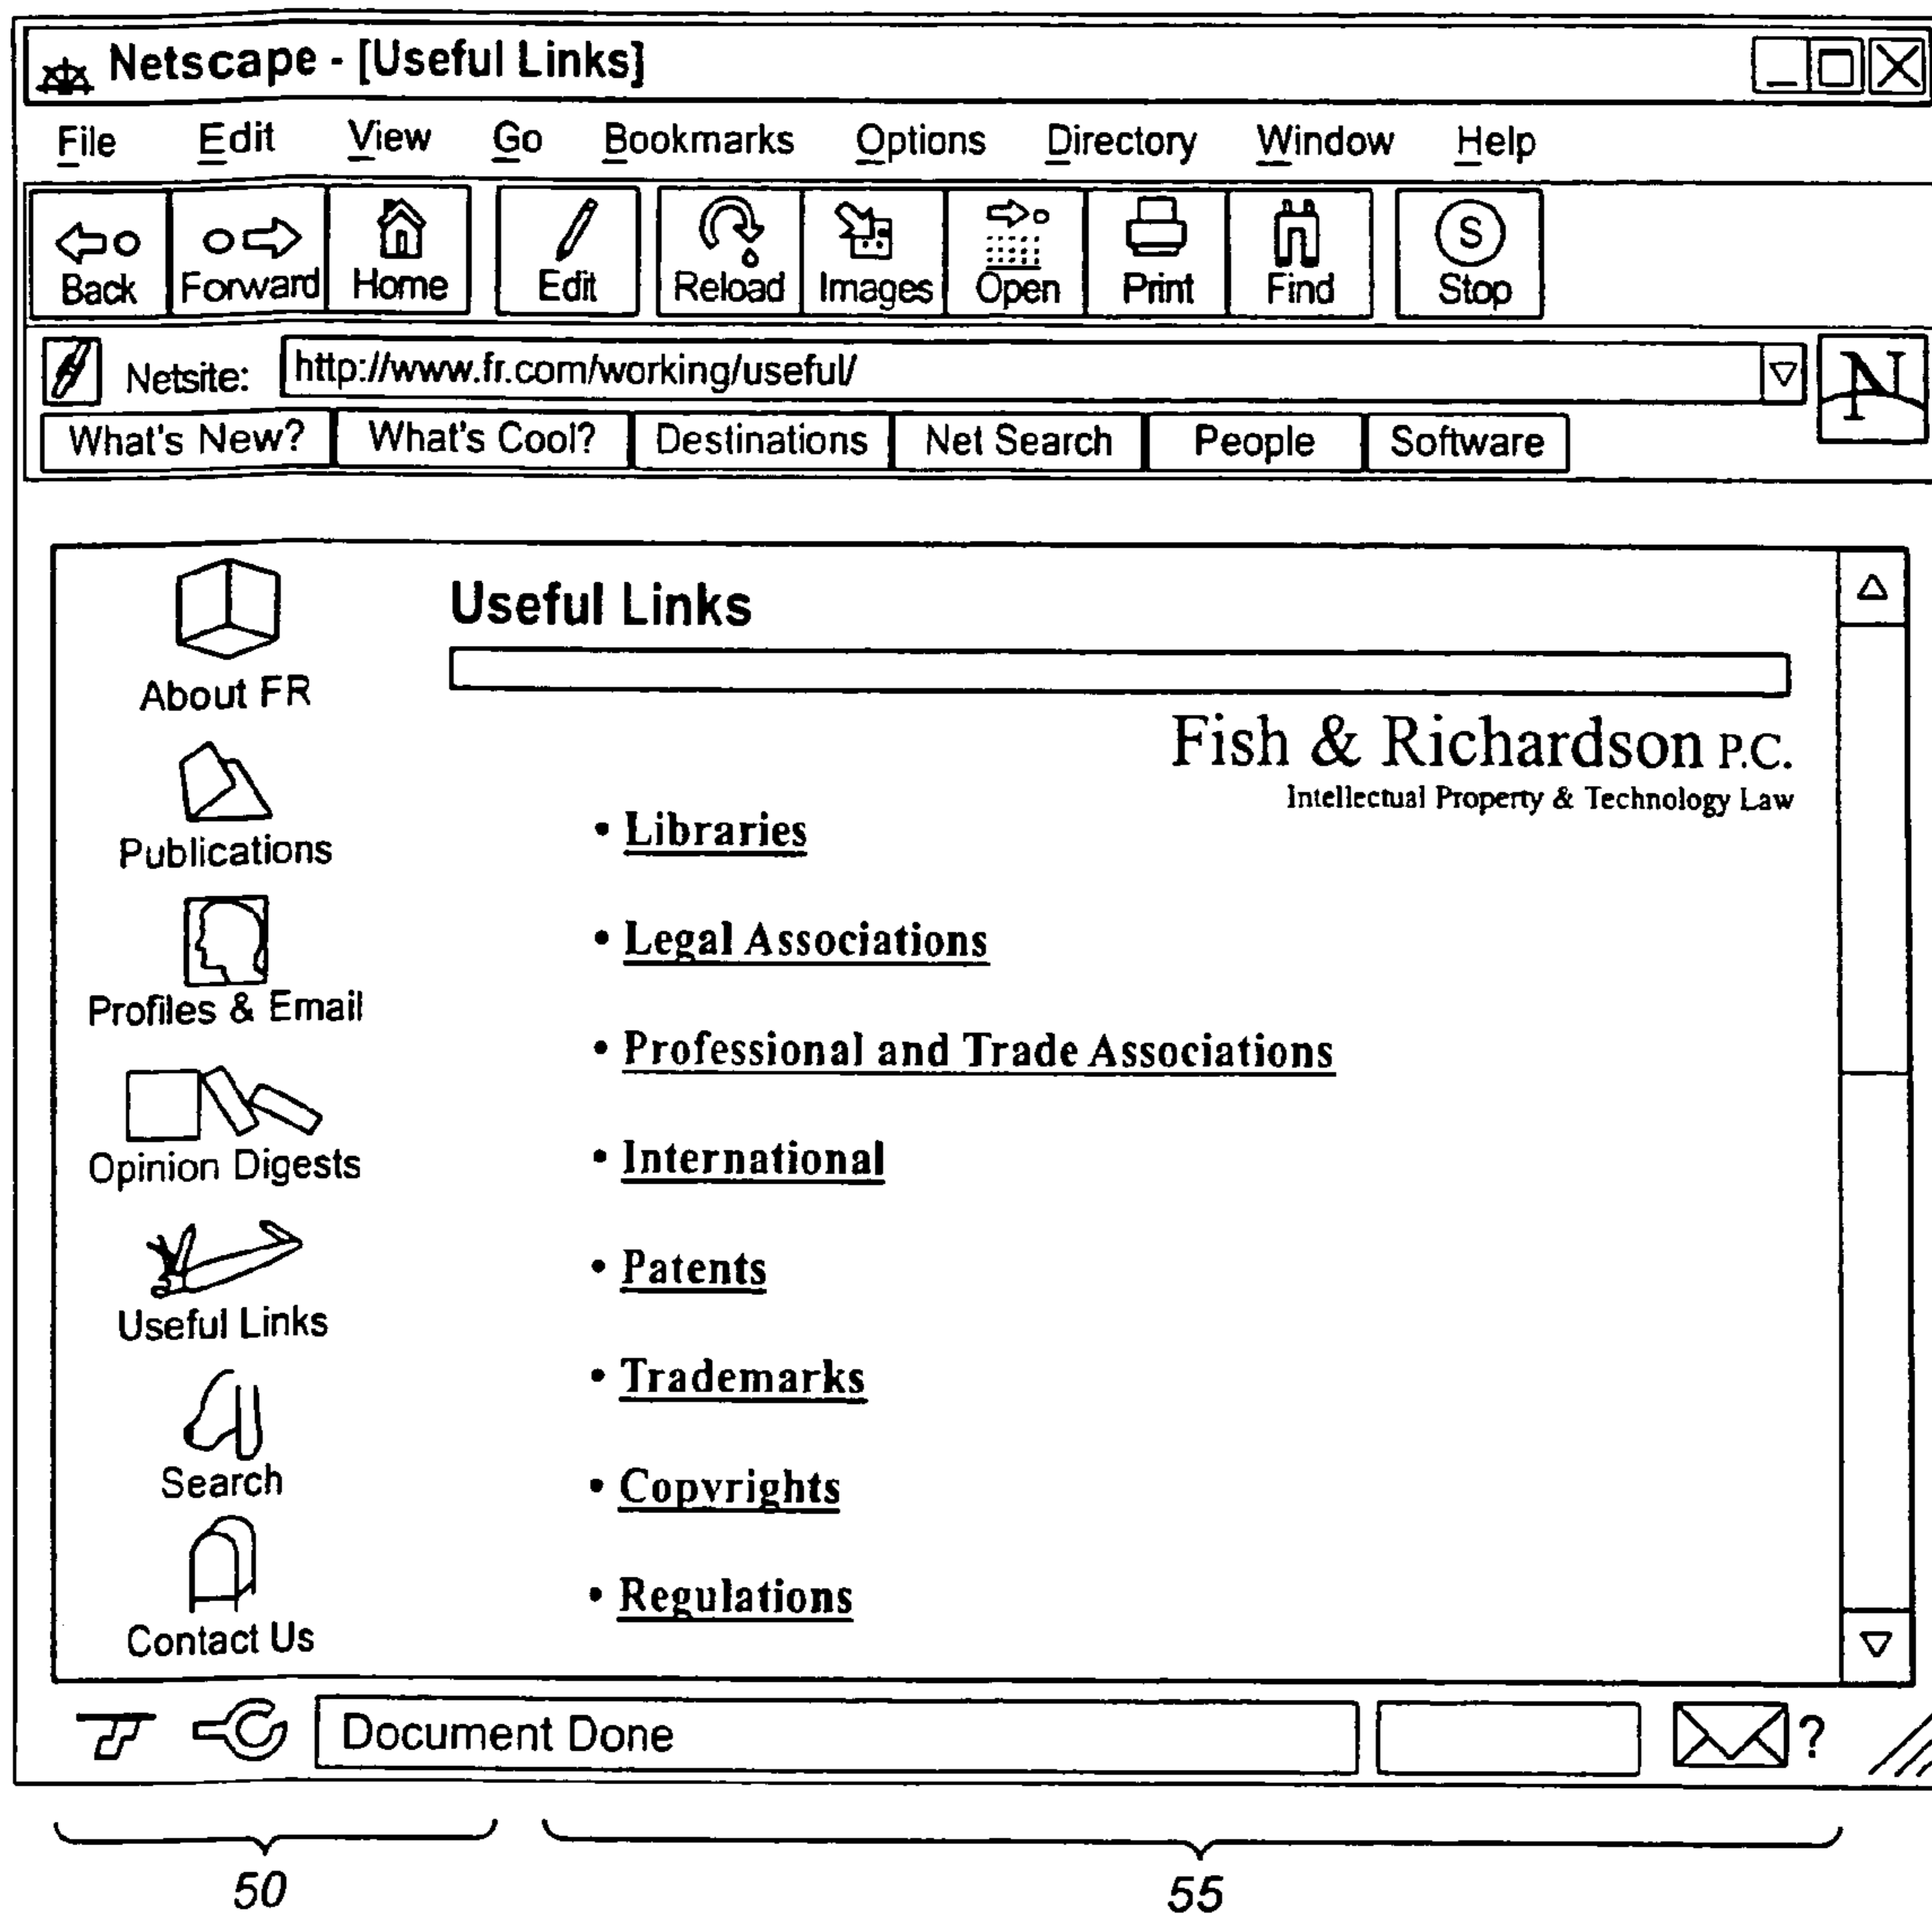 Netscape - [Useful Links]
File Edit View Go Bookmarks Options Directory Window Help
Back Forward Home Edit Reload Images Open Print Find Stop
Netsite: http://www.fr.com/working/useful/
N
What's New? What's Cool? Destinations Net Search People Software
About FR
Publications
Profiles & Email
Opinion Digests
Useful Links
Search
Contact Us
Useful Links
Fish & Richardson P.C.
Intellectual Property & Technology Law
• Libraries
• Legal Associations
• Professional and Trade Associations
• International
• Patents
• Trademarks
• Copyrights
• Regulations
Document Done ?
50 55